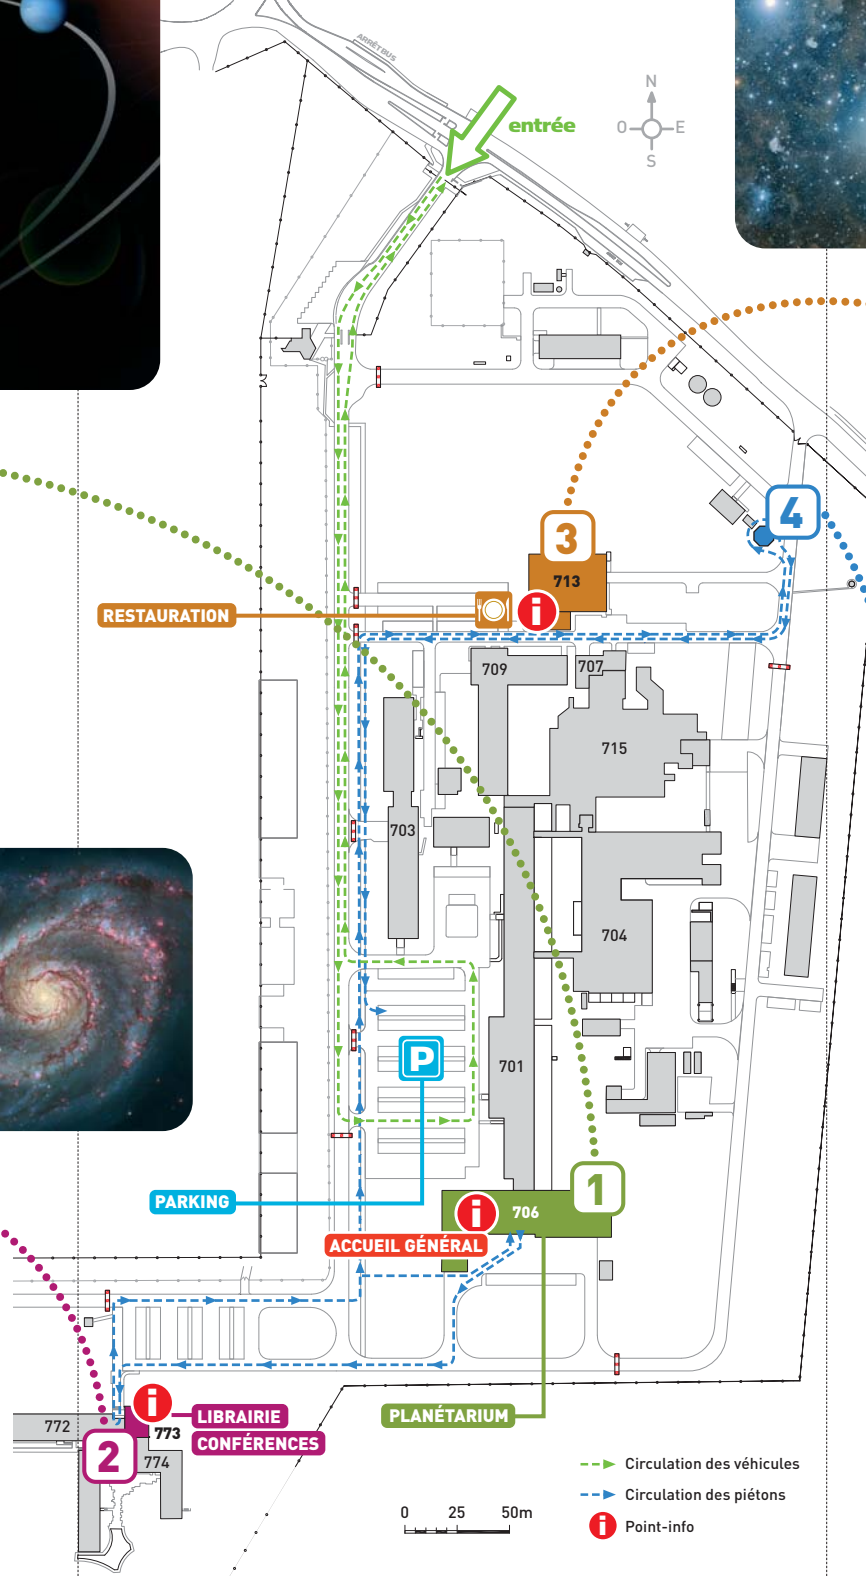 ARRÊT BUS
entrée
N
O
E
S
4
3
713
RESTAURATION
i
709
707
715
703
704
P
701
PARKING
1
i
706
ACCUEIL GÉNÉRAL
PLANÉTARIUM
i
LIBRAIRIE
772
773
CONFÉRENCES
2
774
Circulation des véhicules
Circulation des piétons
0 25 50m
i Point-info